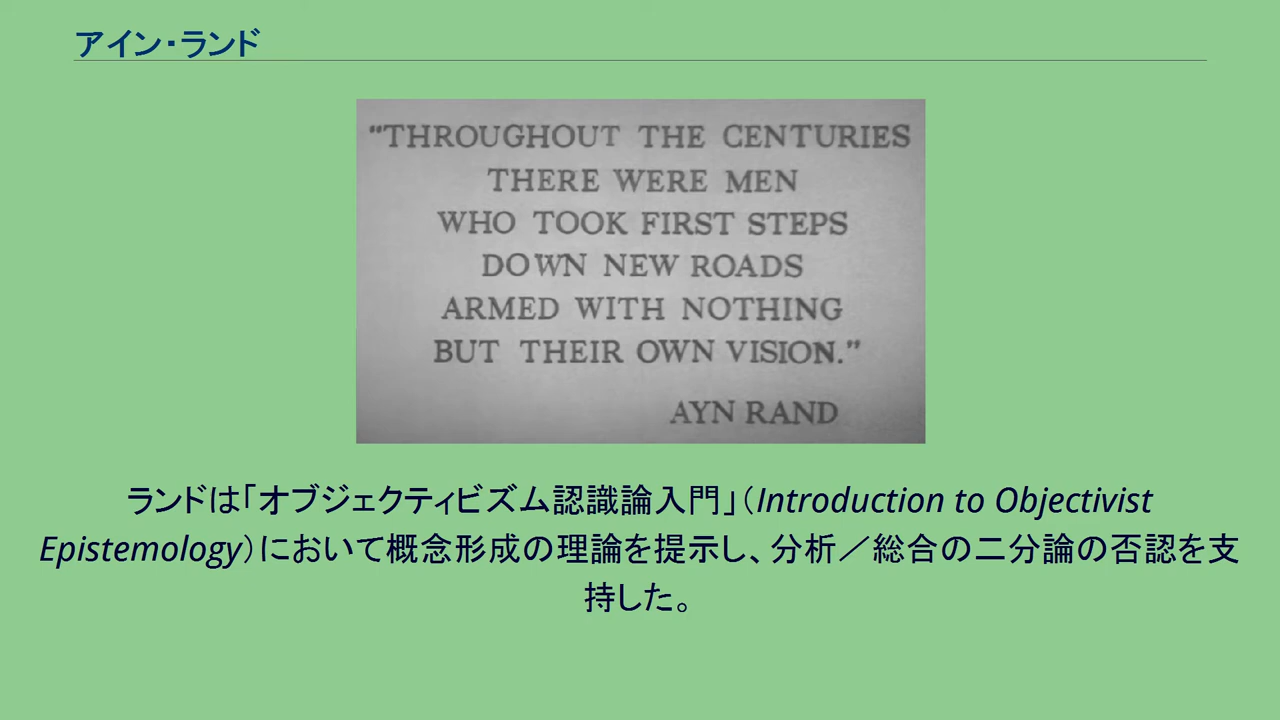 アイン・ランド
“THROUGHOUT THE CENTURIES
THERE WERE MEN
WHO TOOK FIRST STEPS
DOWN NEW ROADS
ARMED WITH NOTHING
BUT THEIR OWN VISION.”
AYN RAND
ランドは「オブジェクティビズム認識論入門」（Introduction to Objectivist
Epistemology）において概念形成の理論を提示し、分析／総合の二分論の否認を支
持した。